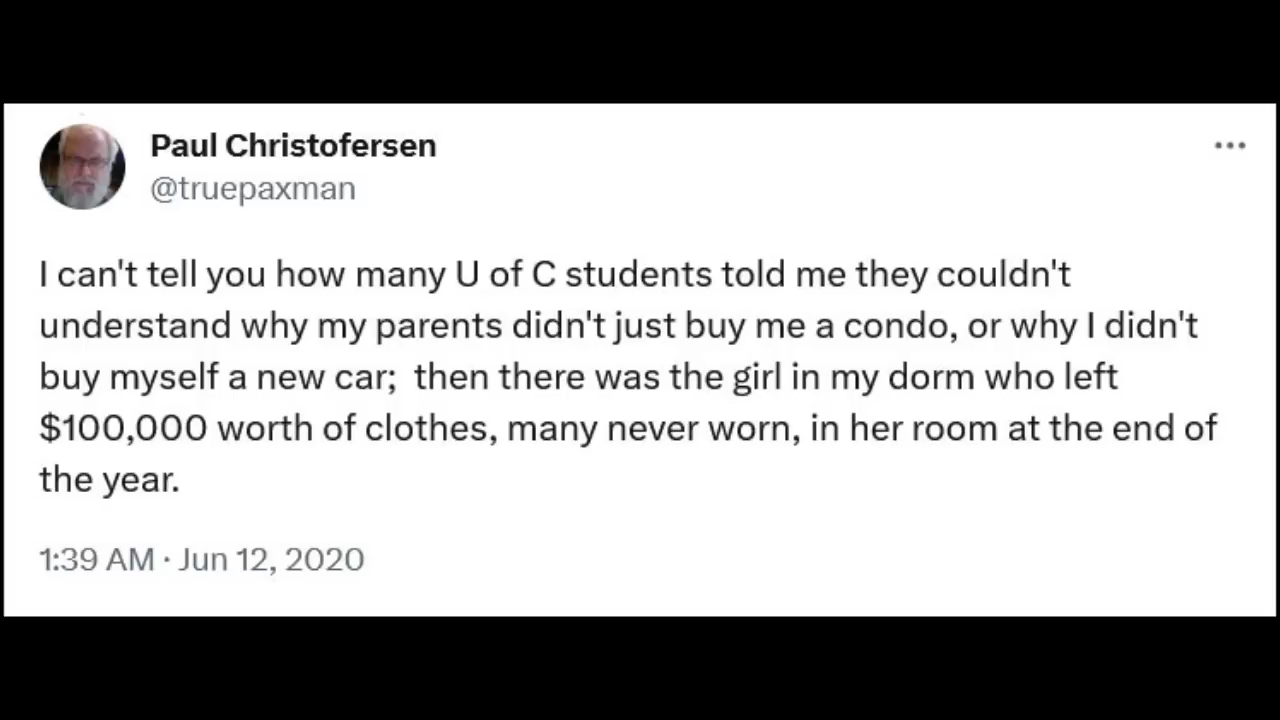 Paul Christofersen
@truepaxman
I can't tell you how many U of C students told me they couldn't
understand why my parents didn't just buy me a condo, or why I didn't
buy myself a new car;  then there was the girl in my dorm who left
$100,000 worth of clothes, many never worn, in her room at the end of
the year.
1:39 AM · Jun 12, 2020